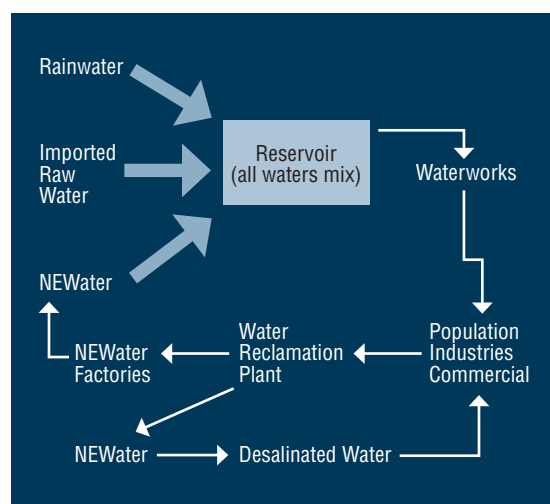 Rainwater
Imported
Raw
Water
Reservoir
(all waters mix)
Waterworks
NEWater
NEWater
Factories
Water
Reclamation
Plant
Population
Industries
Commercial
NEWater
Desalinated Water